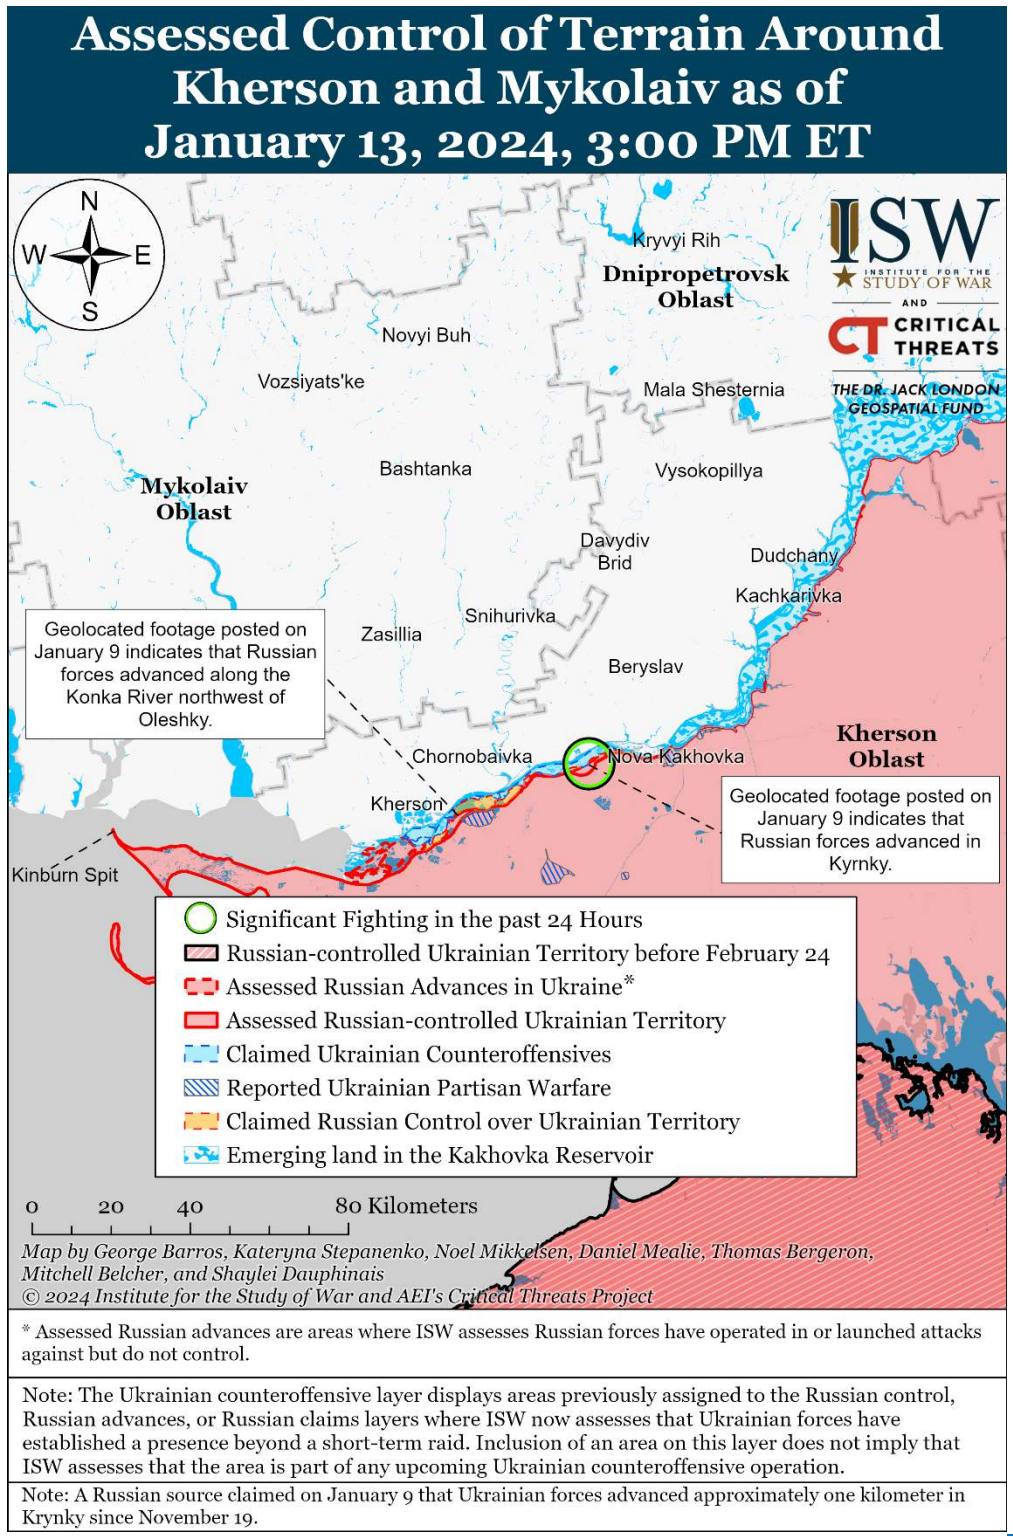 Assessed Control of Terrain Around
Kherson and Mykolaiv as of
January 13, 2024, 3:00 PM ET
N
W
E
S
ISW
INSTITUTE FOR THE
STUDY OF WAR
AND
CT CRITICAL
THREATS
THE DR. JACK LONDON
GEOSPATIAL FUND
Kryvyi Rih
Dnipropetrovsk
Oblast
Novyi Buh
Vozsiyats'ke
Mala Shesternia
Bashtanka
Vysokopillya
Mykolaiv
Oblast
Davydiv
Brid
Dudchany
Kachkarivka
Snihurivka
Zasillia
Beryslav
Geolocated footage posted on
January 9 indicates that Russian
forces advanced along the
Konka River northwest of
Oleshky.
Kherson
Oblast
Chornobaivka
Nova Kakhovka
Kherson
Geolocated footage posted on
January 9 indicates that
Russian forces advanced in
Kyrnky.
Kinburn Spit
Significant Fighting in the past 24 Hours
Russian-controlled Ukrainian Territory before February 24
Assessed Russian Advances in Ukraine*
Assessed Russian-controlled Ukrainian Territory
Claimed Ukrainian Counteroffensives
Reported Ukrainian Partisan Warfare
Claimed Russian Control over Ukrainian Territory
Emerging land in the Kakhovka Reservoir
0 20 40 80 Kilometers
Map by George Barros, Kateryna Stepanenko, Noel Mikkelsen, Daniel Mealie, Thomas Bergeron,
Mitchell Belcher, and Shaylei Dauphinais
© 2024 Institute for the Study of War and AEI's Critical Threats Project
* Assessed Russian advances are areas where ISW assesses Russian forces have operated in or launched attacks
against but do not control.
Note: The Ukrainian counteroffensive layer displays areas previously assigned to the Russian control,
Russian advances, or Russian claims layers where ISW now assesses that Ukrainian forces have
established a presence beyond a short-term raid. Inclusion of an area on this layer does not imply that
ISW assesses that the area is part of any upcoming Ukrainian counteroffensive operation.
Note: A Russian source claimed on January 9 that Ukrainian forces advanced approximately one kilometer in
Krynky since November 19.